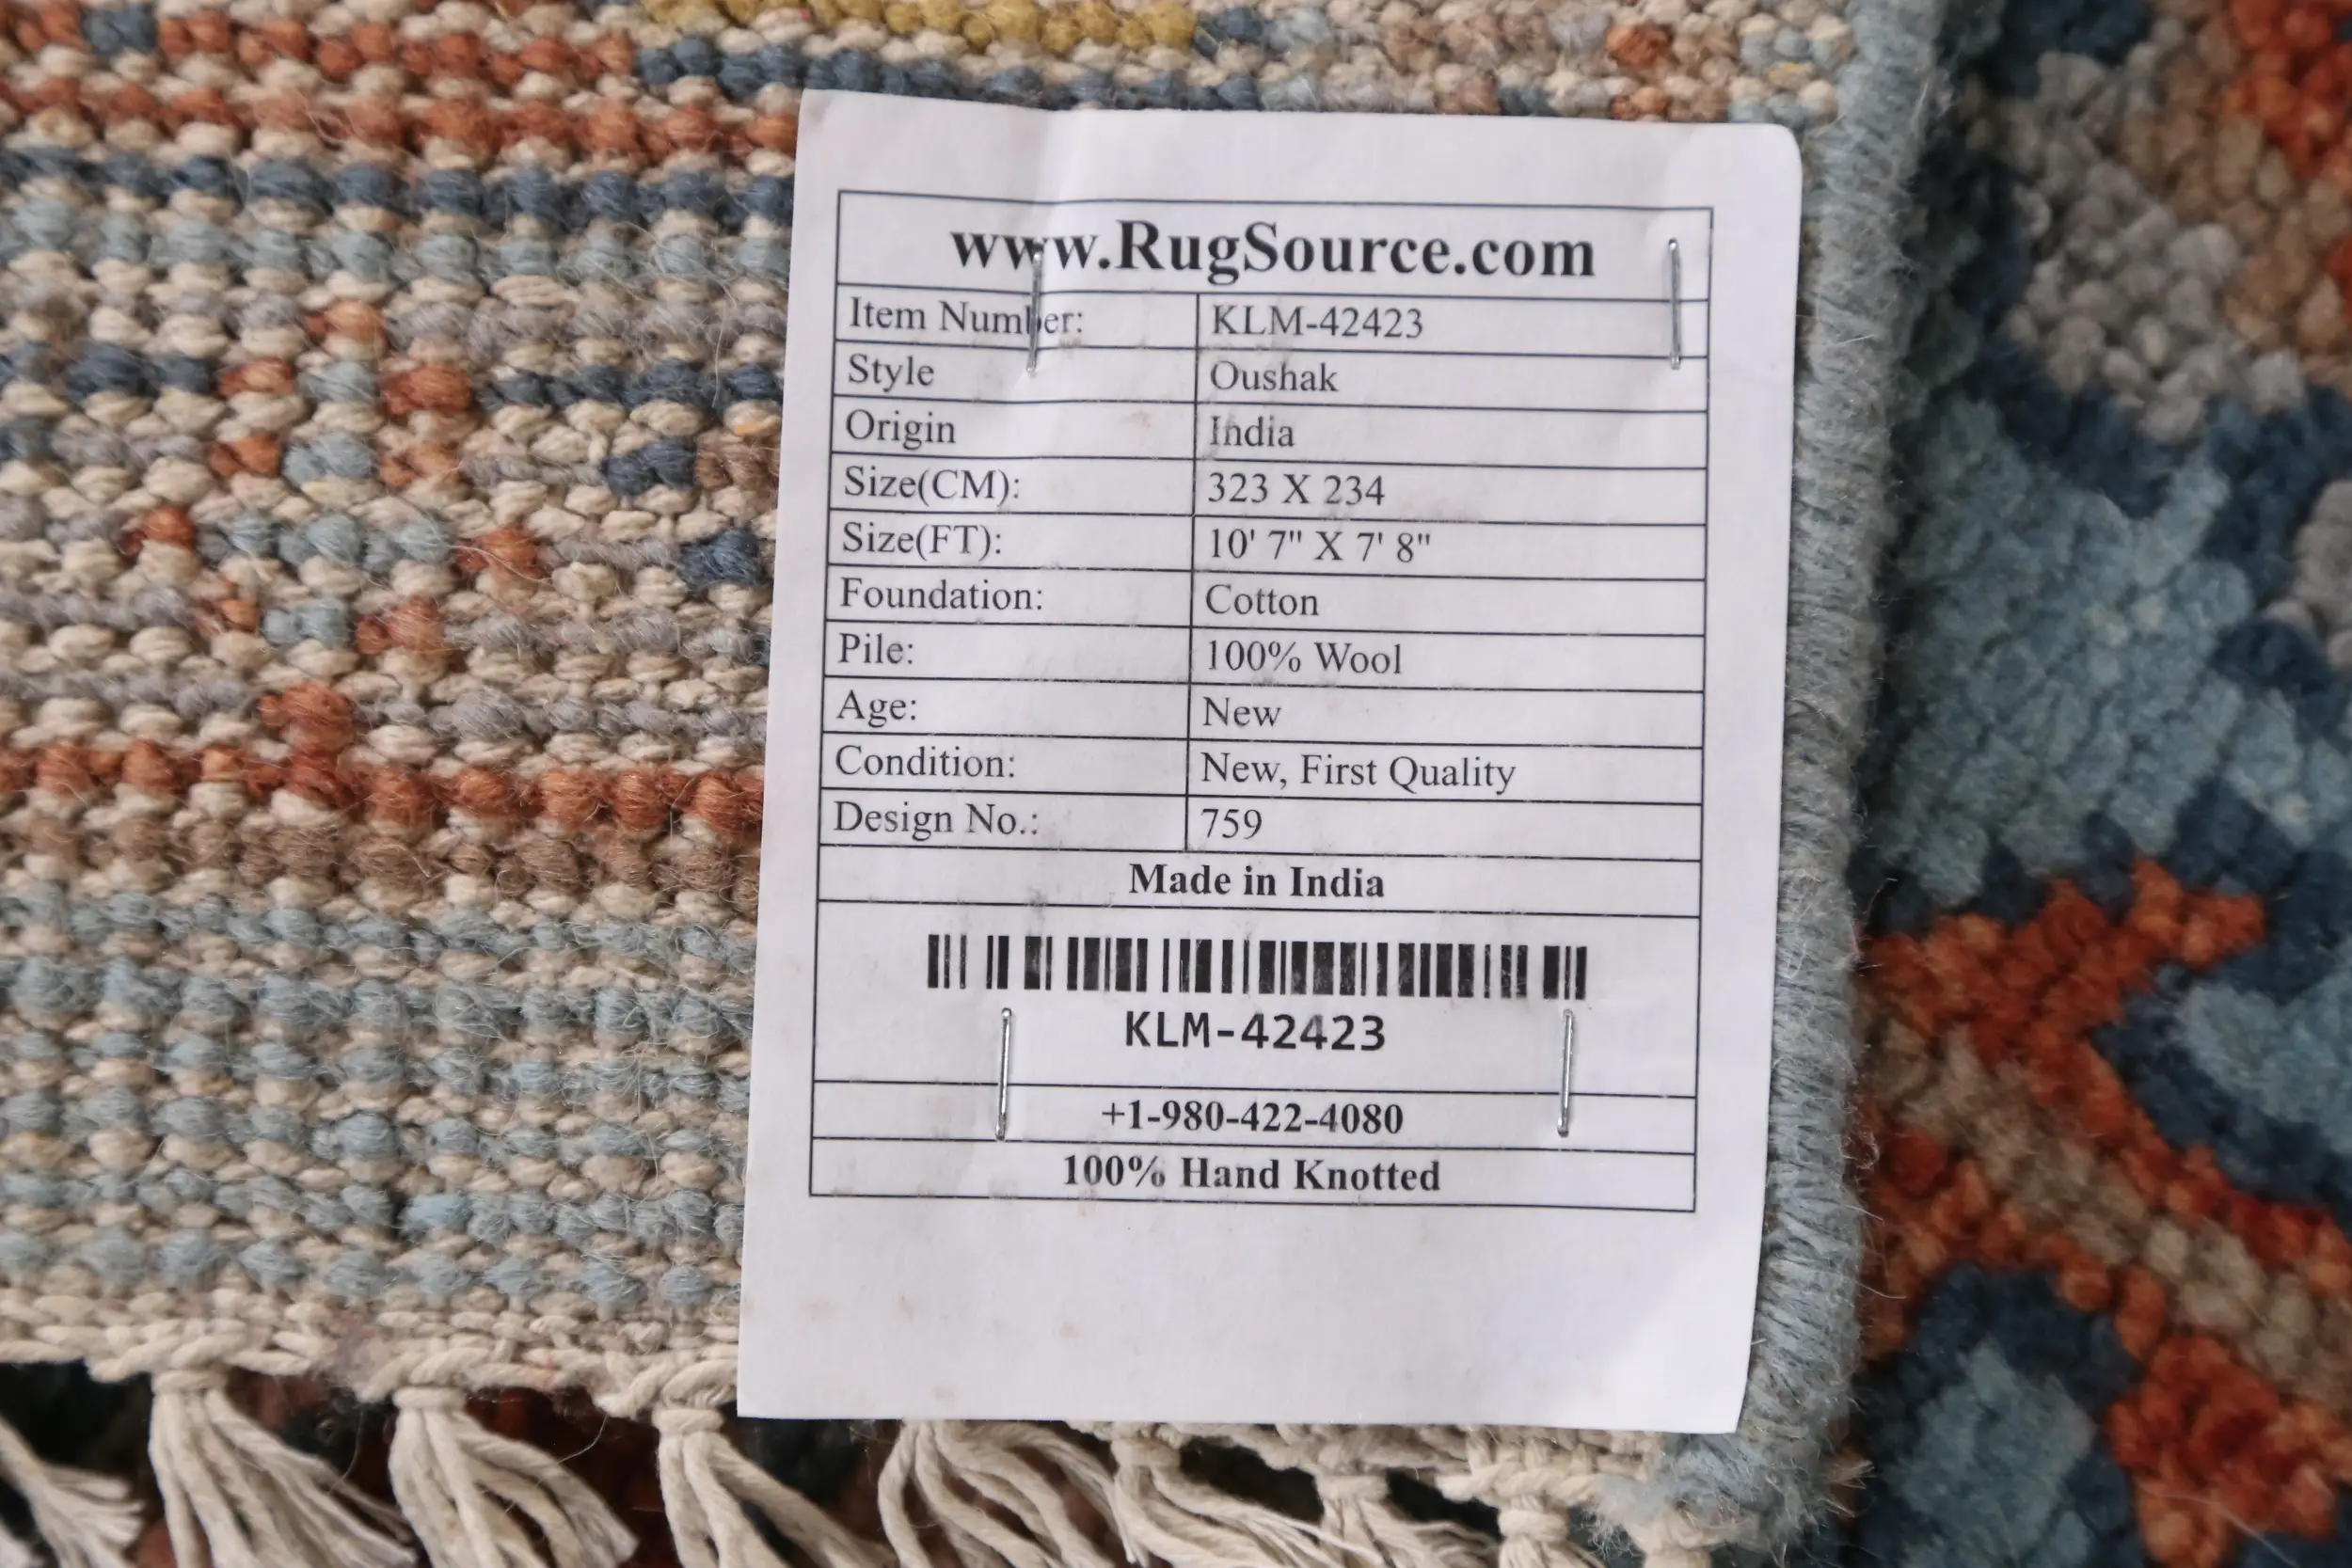 www.RugSource.com
Item Number: KLM-42423
Style Oushak
Origin India
Size(CM): 323 X 234
Size(FT): 10' 7" X 7' 8"
Foundation: Cotton
Pile: 100% Wool
Age: New
Condition: New, First Quality
Design No.: 759
Made in India
KLM-42423
+1-980-422-4080
100% Hand Knotted